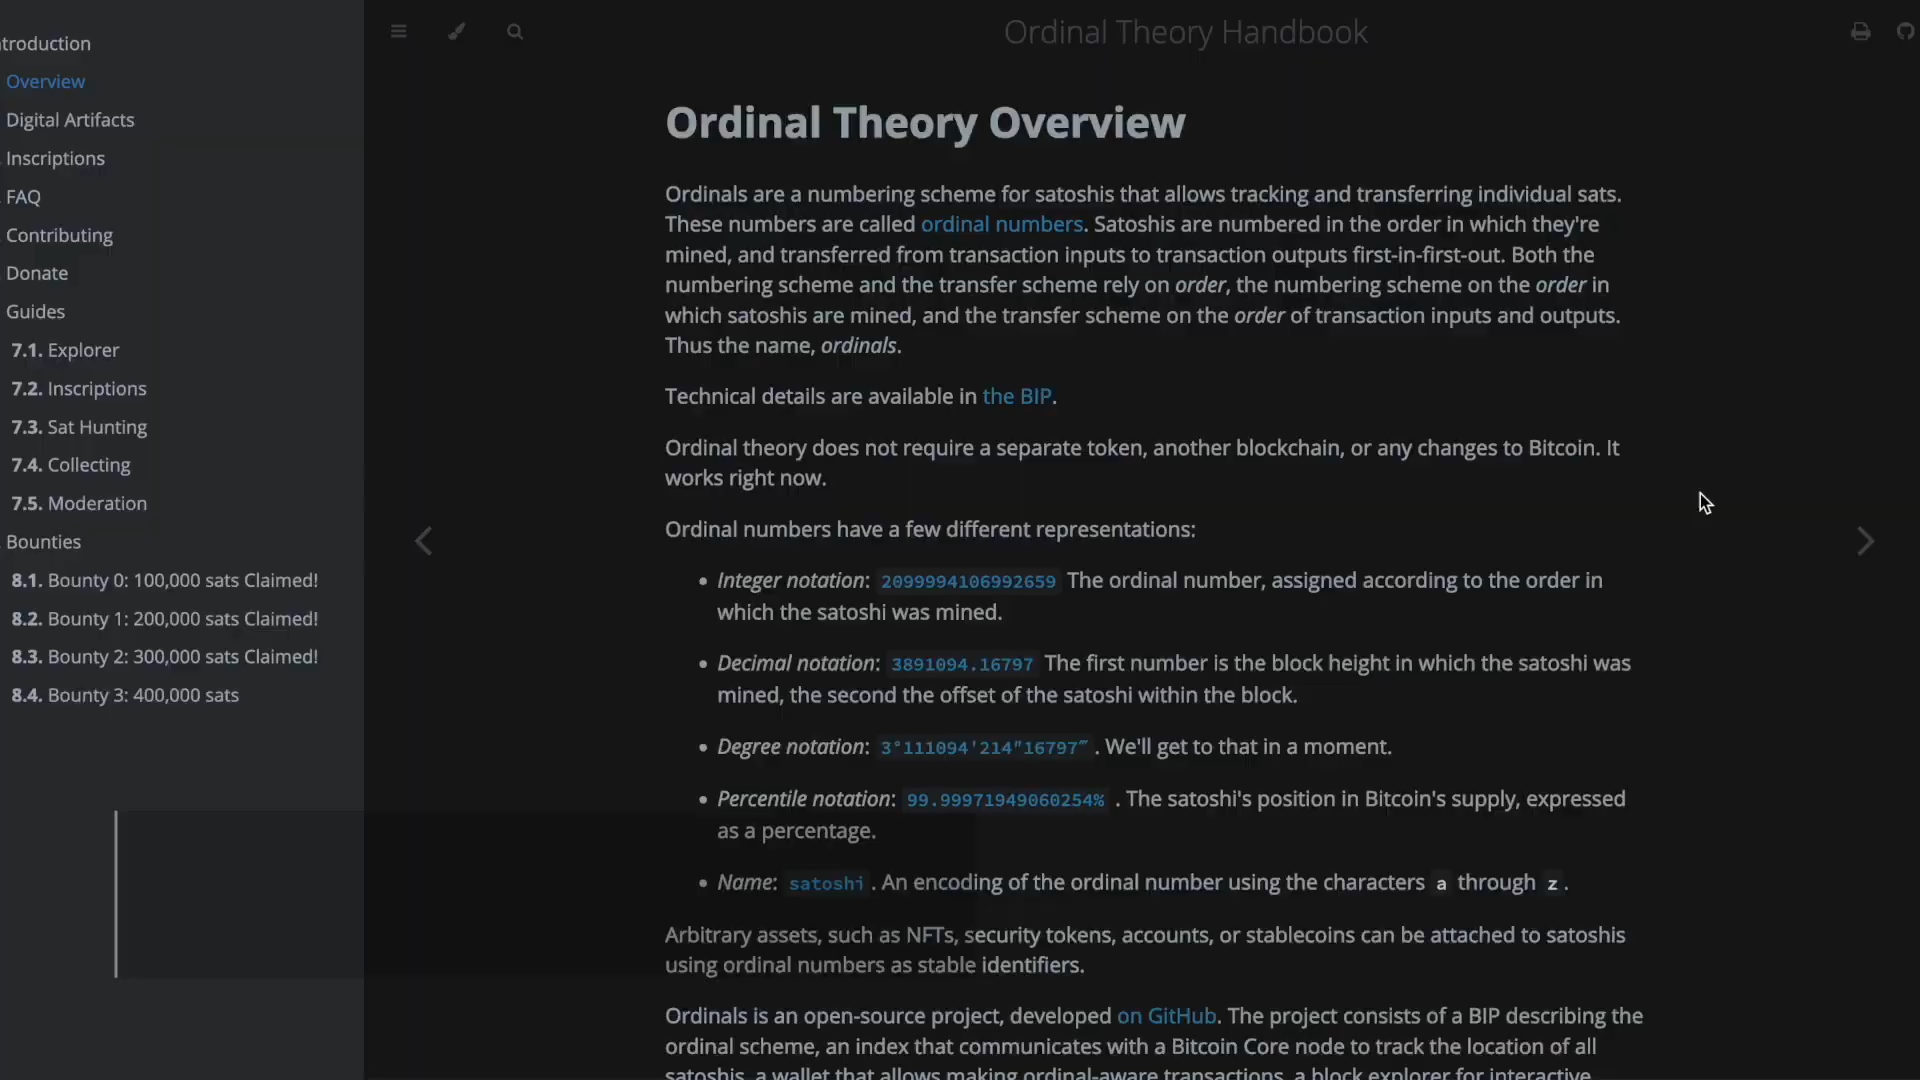 ntroduction
Overview
Digital Artifacts
Inscriptions
FAQ
Contributing
Donate
Guides
7.1. Explorer
7.2. Inscriptions
7.3. Sat Hunting
7.4. Collecting
7.5. Moderation
Bounties
8.1. Bounty 0: 100,000 sats Claimed!
8.2. Bounty 1: 200,000 sats Claimed!
8.3. Bounty 2: 300,000 sats Claimed!
8.4. Bounty 3: 400,000 sats
Ordinal Theory Handbook
Ordinal Theory Overview
Ordinals are a numbering scheme for satoshis that allows tracking and transferring individual sats.
These numbers are called ordinal numbers. Satoshis are numbered in the order in which they're
mined, and transferred from transaction inputs to transaction outputs first-in-first-out. Both the
numbering scheme and the transfer scheme rely on order, the numbering scheme on the order in
which satoshis are mined, and the transfer scheme on the order of transaction inputs and outputs.
Thus the name, ordinals.
Technical details are available in the BIP.
Ordinal theory does not require a separate token, another blockchain, or any changes to Bitcoin. It
works right now.
Ordinal numbers have a few different representations:
• Integer notation: 2099994106992659 The ordinal number, assigned according to the order in
which the satoshi was mined.
• Decimal notation: 3891094.16797 The first number is the block height in which the satoshi was
mined, the second the offset of the satoshi within the block.
• Degree notation: 3°111094′214″16797‴. We'll get to that in a moment.
• Percentile notation: 99.99971949060254% . The satoshi's position in Bitcoin's supply, expressed
as a percentage.
• Name: satoshi. An encoding of the ordinal number using the characters a through z.
Arbitrary assets, such as NFTs, security tokens, accounts, or stablecoins can be attached to satoshis
using ordinal numbers as stable identifiers.
Ordinals is an open-source project, developed on GitHub. The project consists of a BIP describing the
ordinal scheme, an index that communicates with a Bitcoin Core node to track the location of all
satoshis, a wallet that allows making ordinal-aware transactions, a block explorer for interactive